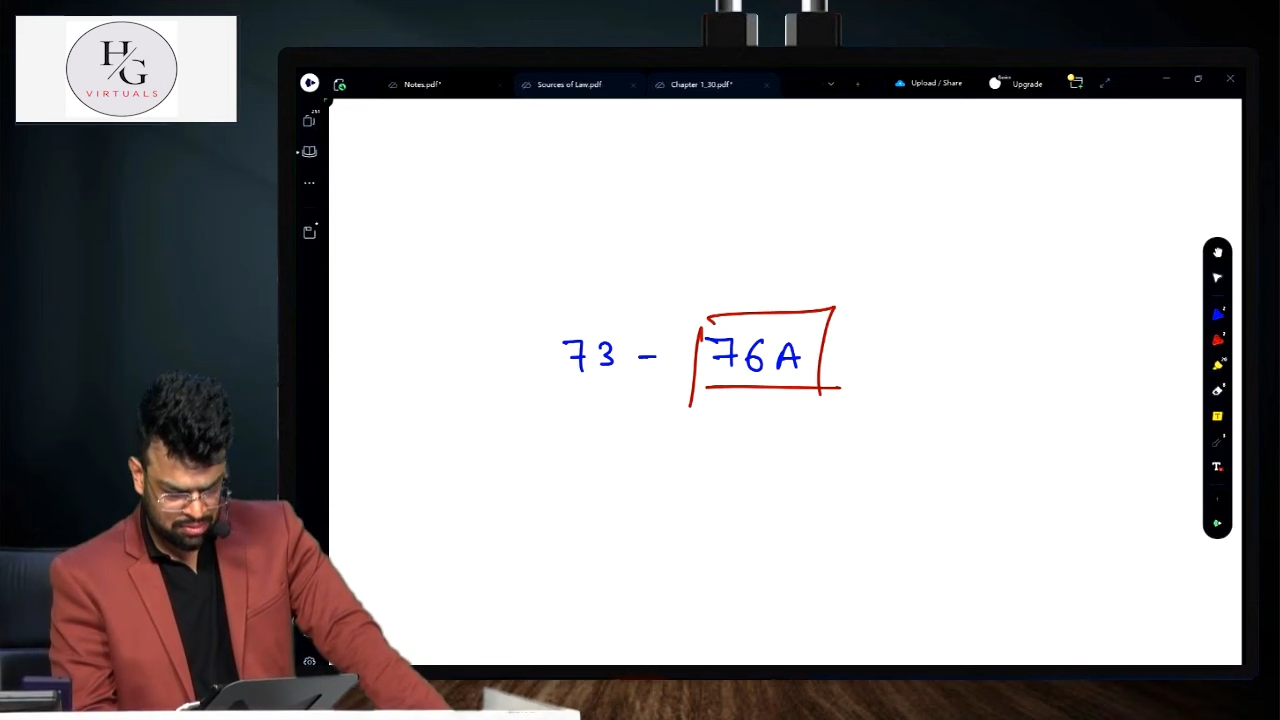 H/G
VIRTUALS
Notes.pdf*
Sources of Law.pdf
Chapter 1_30.pdf*
Upload / Share
Upgrade
73 - 76A